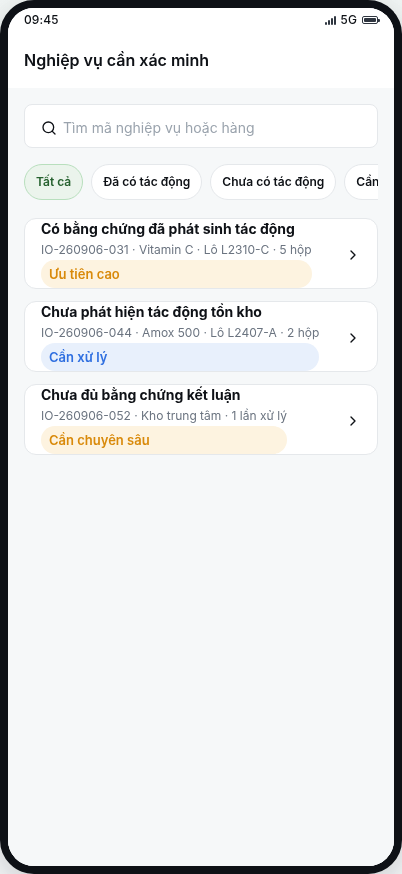 09:45
5G
Nghiệp vụ cần xác minh
Tìm mã nghiệp vụ hoặc hàng
Tất cả
Đã có tác động
Chưa có tác động
Cần
Có bằng chứng đã phát sinh tác động
IO-260906-031 · Vitamin C · Lô L2310-C · 5 hộp
Ưu tiên cao
Chưa phát hiện tác động tồn kho
IO-260906-044 · Amox 500 · Lô L2407-A · 2 hộp
Cần xử lý
Chưa đủ bằng chứng kết luận
IO-260906-052 · Kho trung tâm · 1 lần xử lý
Cần chuyên sâu